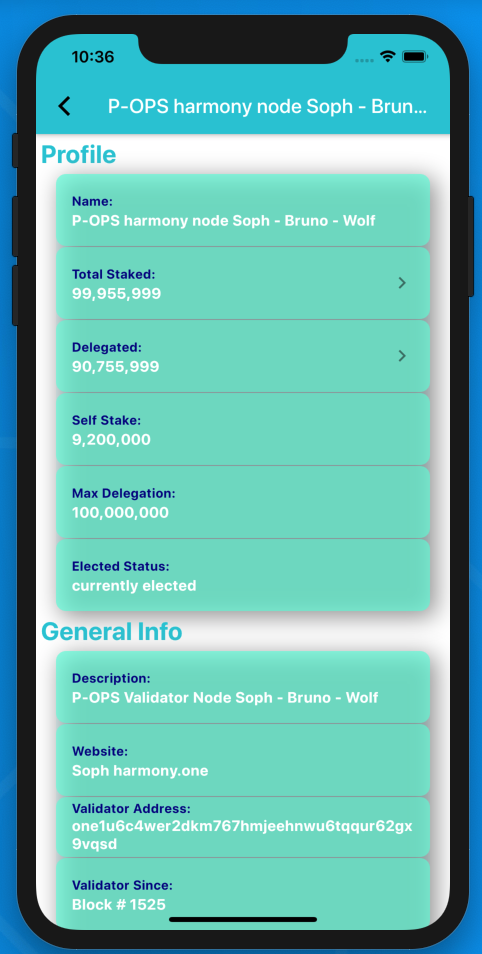 10:36
P-OPS harmony node Soph - Brun...
Profile
Name:
P-OPS harmony node Soph - Bruno - Wolf
Total Staked:
99,955,999
Delegated:
90,755,999
Self Stake:
9,200,000
Max Delegation:
100,000,000
Elected Status:
currently elected
General Info
Description:
P-OPS Validator Node Soph - Bruno - Wolf
Website:
Soph harmony.one
Validator Address:
one1u6c4wer2dkm767hmjeehnwu6tqqur62gx
9vqsd
Validator Since:
Block # 1525